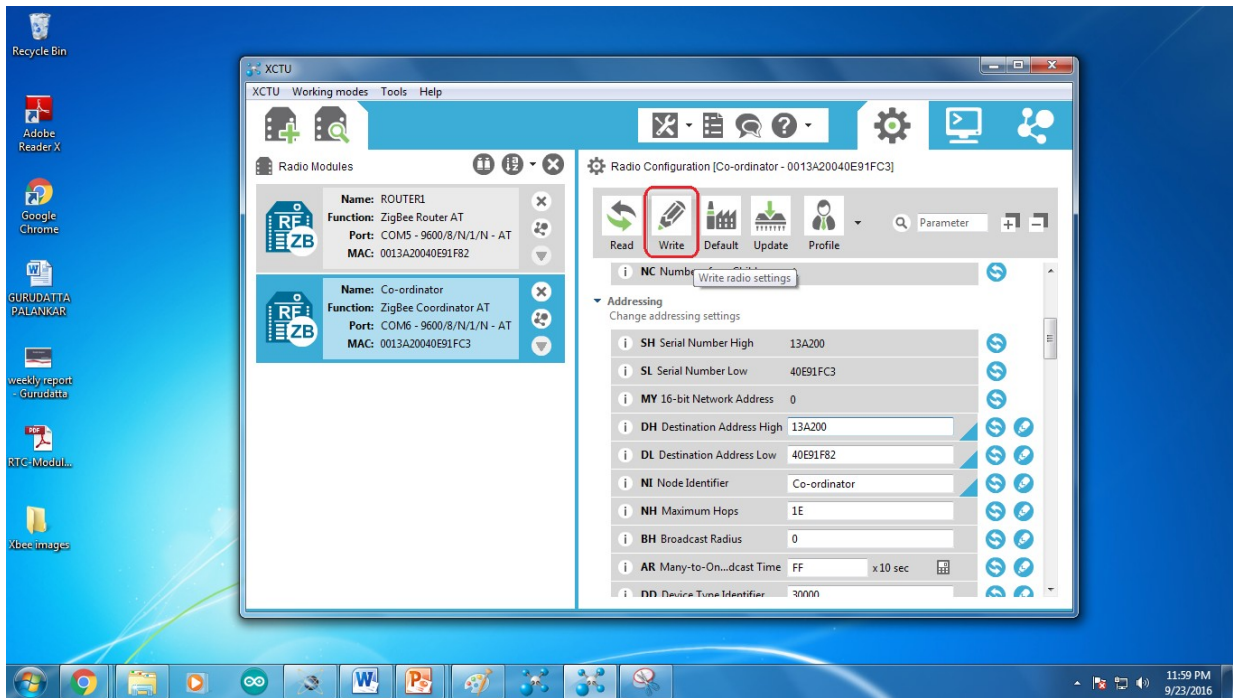 Recycle Bin
Adobe
Reader X
Google
Chrome
GURUDATTA
PALANKAR
weekly report
- Gurudatta
PDF
RTC-Modul...
Xbee images
XCTU
XCTU Working modes Tools Help
Radio Modules
Name: ROUTER1
Function: ZigBee Router AT
Port: COM5 - 9600/8/N/1/N - AT
MAC: 0013A20040E91F82
RF
ZB
Name: Co-ordinator
Function: ZigBee Coordinator AT
Port: COM6 - 9600/8/N/1/N - AT
MAC: 0013A20040E91FC3
RF
ZB
Radio Configuration [Co-ordinator - 0013A20040E91FC3]
Read Write Default Update Profile
Parameter
NC
Write radio settings
Addressing
Change addressing settings
i SH Serial Number High 13A200
i SL Serial Number Low 40E91FC3
i MY 16-bit Network Address 0
i DH Destination Address High 13A200
i DL Destination Address Low 40E91F82
i NI Node Identifier Co-ordinator
i NH Maximum Hops 1E
i BH Broadcast Radius 0
i AR Many-to-On...dcast Time FF x 10 sec
i DD Device Type Identifier 30000
11:59 PM
9/23/2016